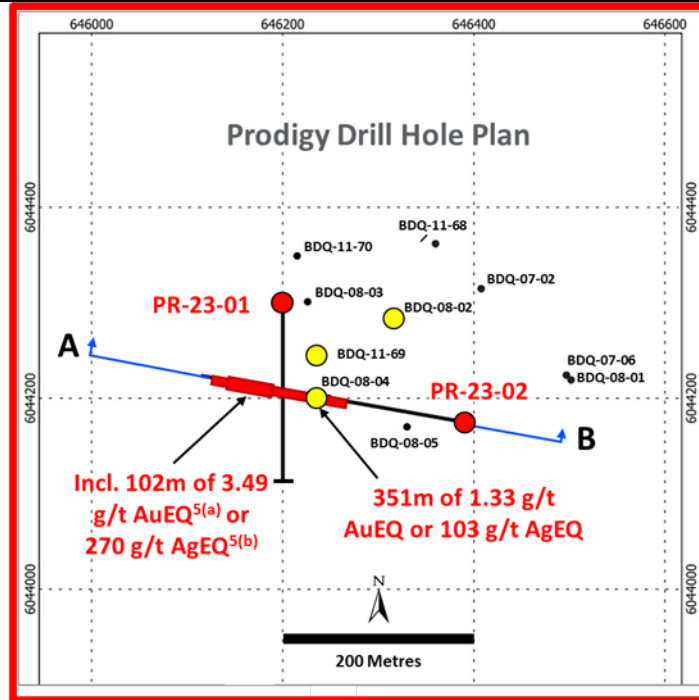 646000 646200 646400 646600
Prodigy Drill Hole Plan
6044400 6044400
BDQ-11-68
BDQ-11-70
BDQ-07-02
BDQ-08-03
PR-23-01
BDQ-08-02
A
BDQ-11-69
BDQ-07-06
BDQ-08-01
BDQ-08-04
PR-23-02
6044200 6044200
BDQ-08-05
B
Incl. 102m of 3.49
g/t AuEQ5(a) or
270 g/t AgEQ5(b)
351m of 1.33 g/t
AuEQ or 103 g/t AgEQ
N
6044000 6044000
200 Metres